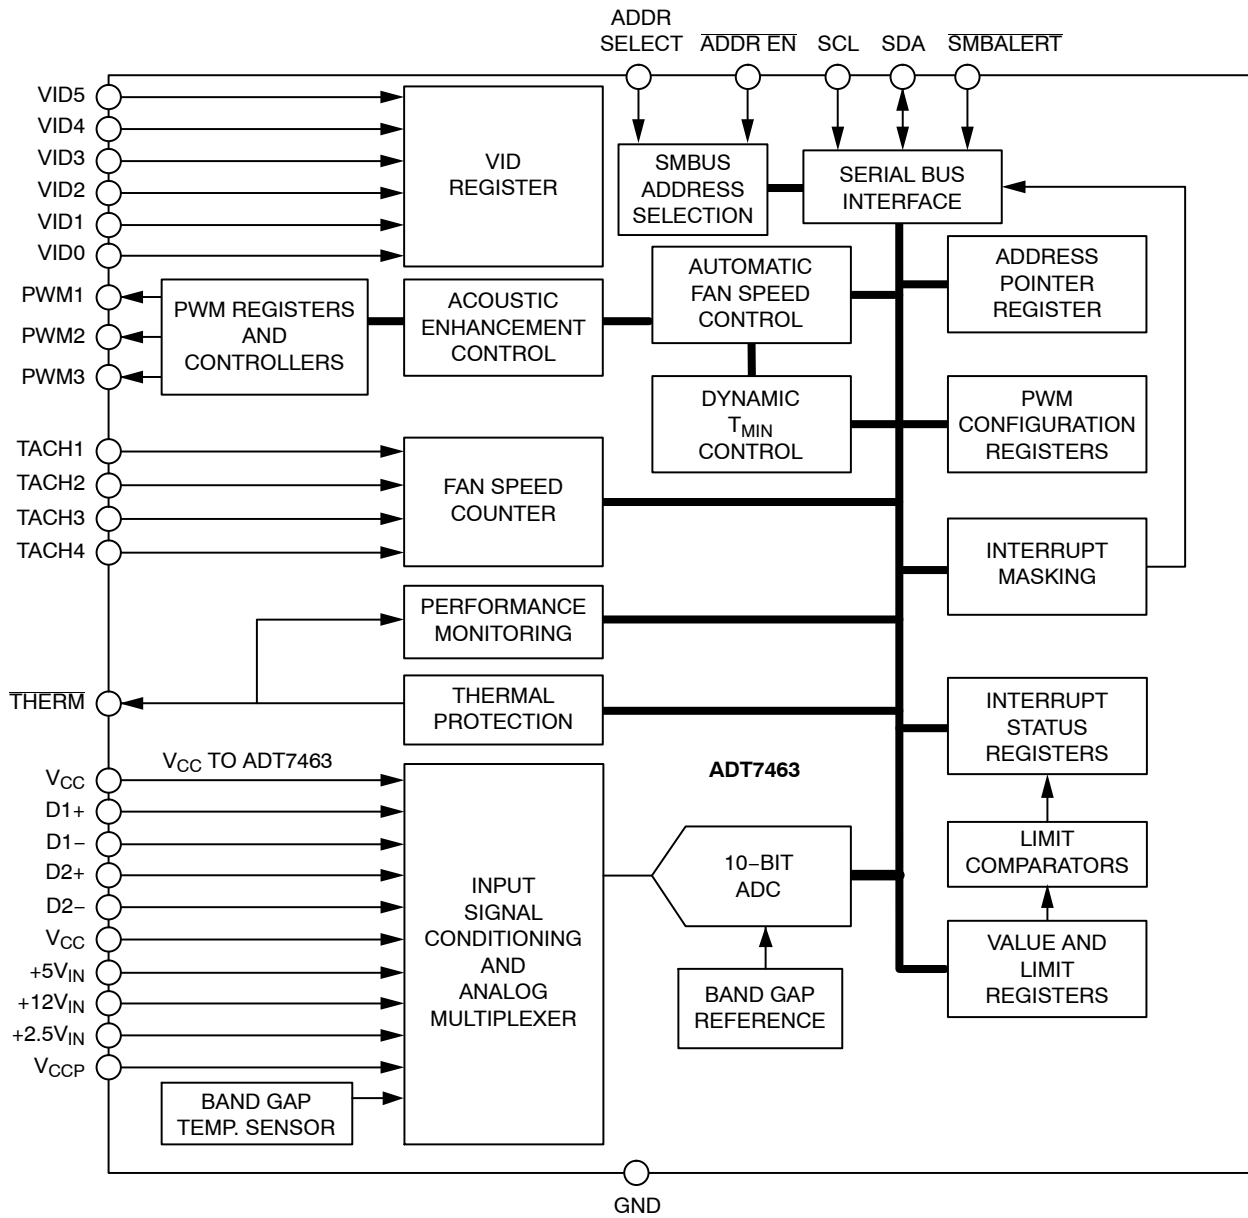 ADDR
SELECT
ADDR EN
SCL
SDA
SMBALERT
VID5
VID4
VID3
VID2
VID1
VID0
VID
REGISTER
SMBUS
ADDRESS
SELECTION
SERIAL BUS
INTERFACE
PWM1
PWM2
PWM3
PWM REGISTERS
AND
CONTROLLERS
ACOUSTIC
ENHANCEMENT
CONTROL
AUTOMATIC
FAN SPEED
CONTROL
ADDRESS
POINTER
REGISTER
DYNAMIC
TMIN
CONTROL
PWM
CONFIGURATION
REGISTERS
TACH1
TACH2
TACH3
TACH4
FAN SPEED
COUNTER
INTERRUPT
MASKING
PERFORMANCE
MONITORING
THERM
THERMAL
PROTECTION
INTERRUPT
STATUS
REGISTERS
VCC
VCC TO ADT7463
D1+
D1−
D2+
D2−
VCC
+5VIN
+12VIN
+2.5VIN
VCCP
INPUT
SIGNAL
CONDITIONING
AND
ANALOG
MULTIPLEXER
ADT7463
10−BIT
ADC
LIMIT
COMPARATORS
VALUE AND
LIMIT
REGISTERS
BAND GAP
REFERENCE
BAND GAP
TEMP. SENSOR
GND